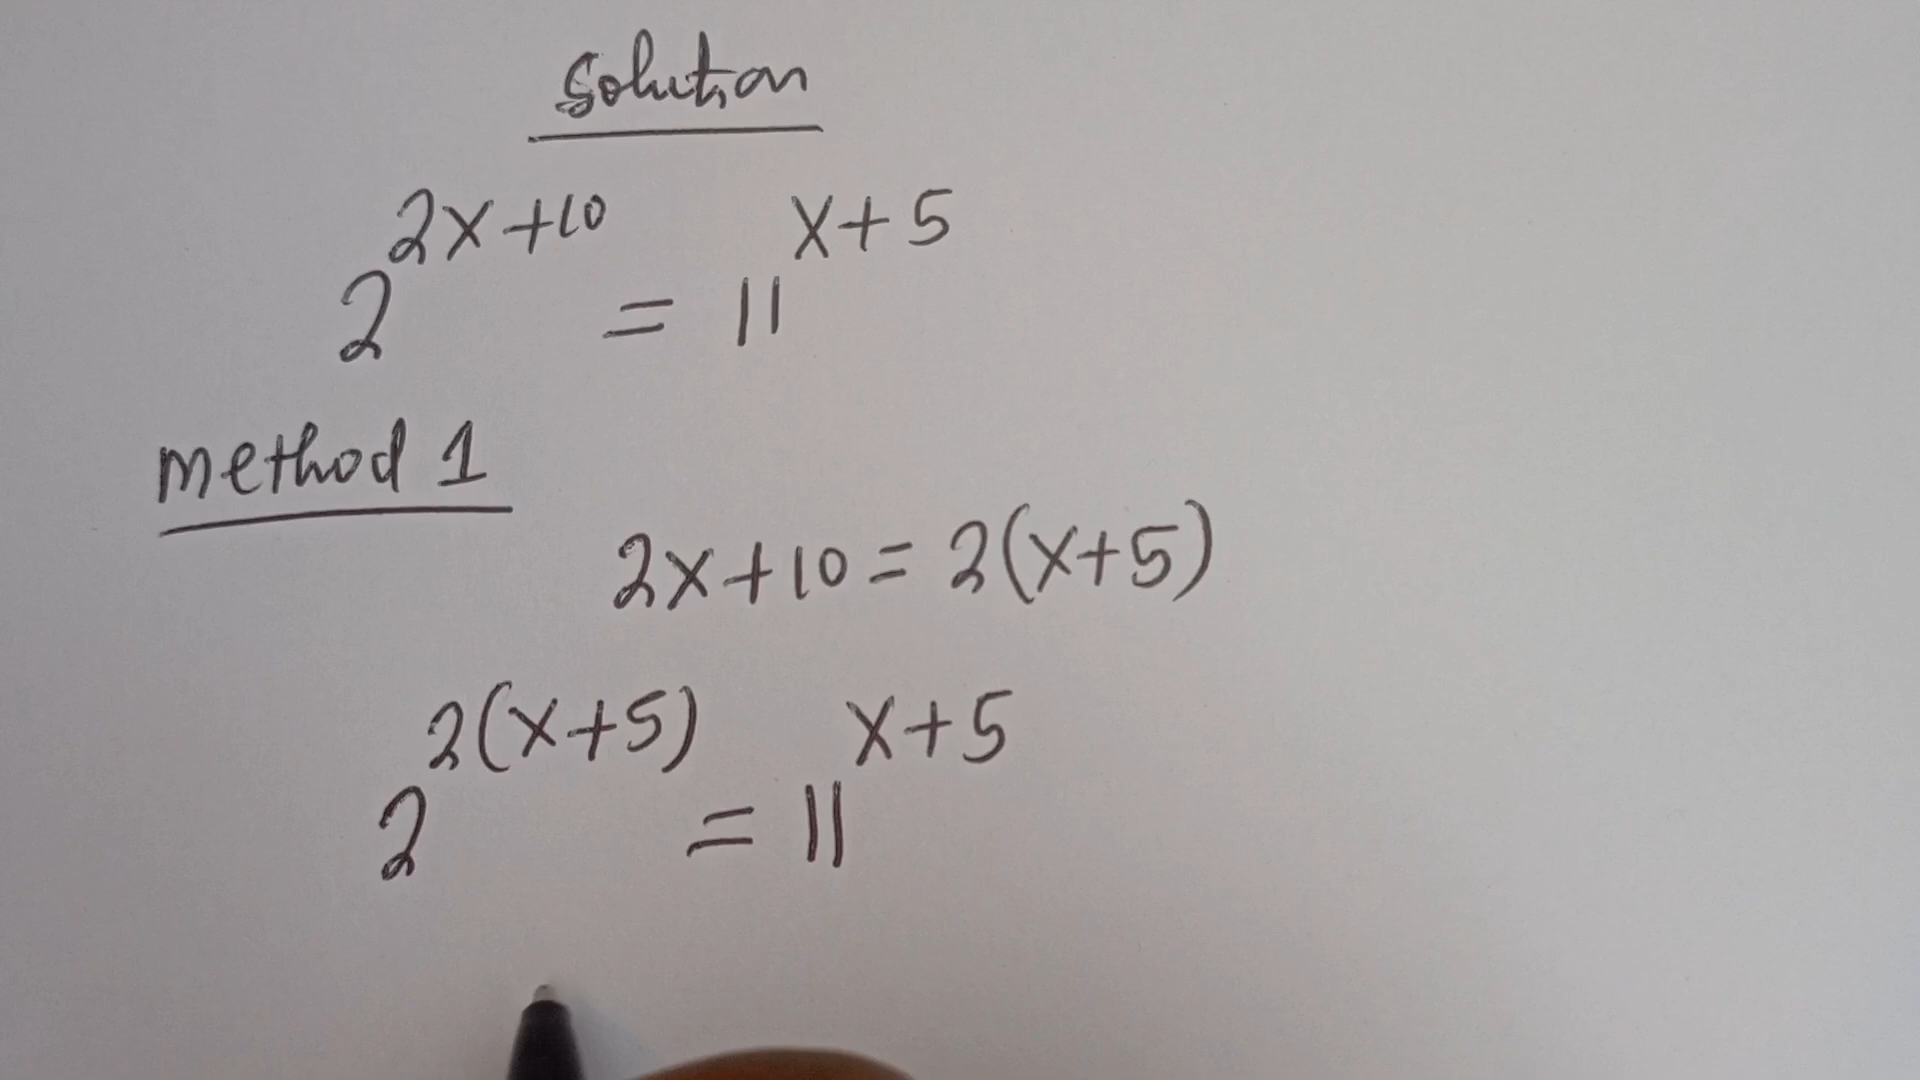 Solution
2^{2x+10} = 11^{x+5}
method 1
2x+10 = 2(x+5)
2^{2(x+5)} = 11^{x+5}